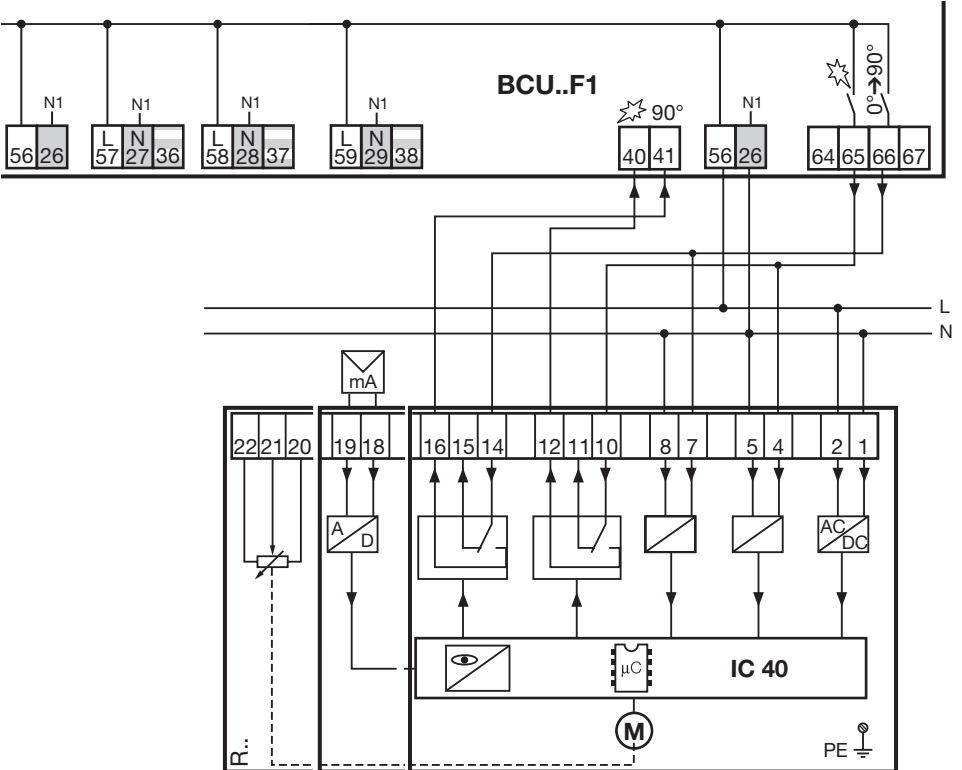 BCU..F1
0°➔90°
N1 N1 N1 N1 90° N1
L N L N L N
56 26 57 27 36 58 28 37 59 29 38 40 41 56 26 64 65 66 67
L
N
mA
22 21 20 19 18 16 15 14 12 11 10 8 7 5 4 2 1
A D AC DC
µC IC 40
M
R.. PE